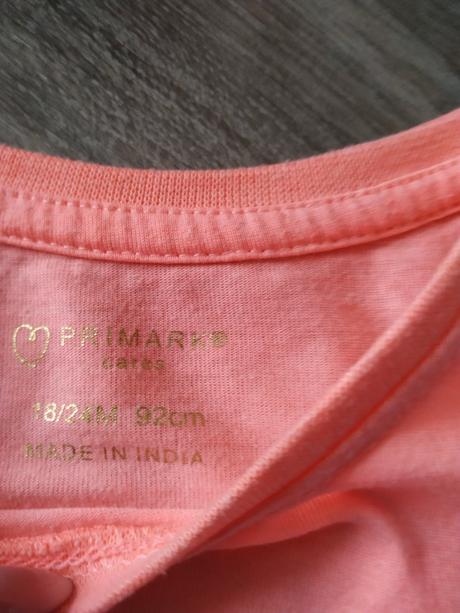 PRIMARK®
cares
18/24M 92cm
MADE IN INDIA